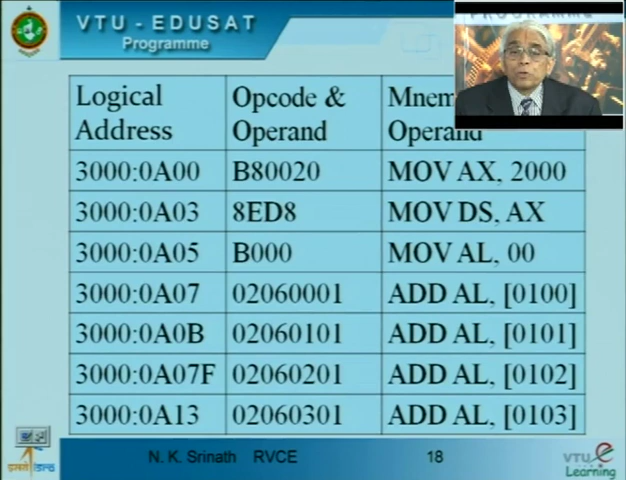 VTU - EDUSAT
Programme
Logical Address
Opcode & Operand
Operand
3000:0A00 B80020 MOV AX, 2000
3000:0A03 8ED8 MOV DS, AX
3000:0A05 B000 MOV AL, 00
3000:0A07 02060001 ADD AL, [0100]
3000:0A0B 02060101 ADD AL, [0101]
3000:0A07F 02060201 ADD AL, [0102]
3000:0A13 02060301 ADD AL, [0103]
N. K. Srinath RVCE 18
VTU e
Learning